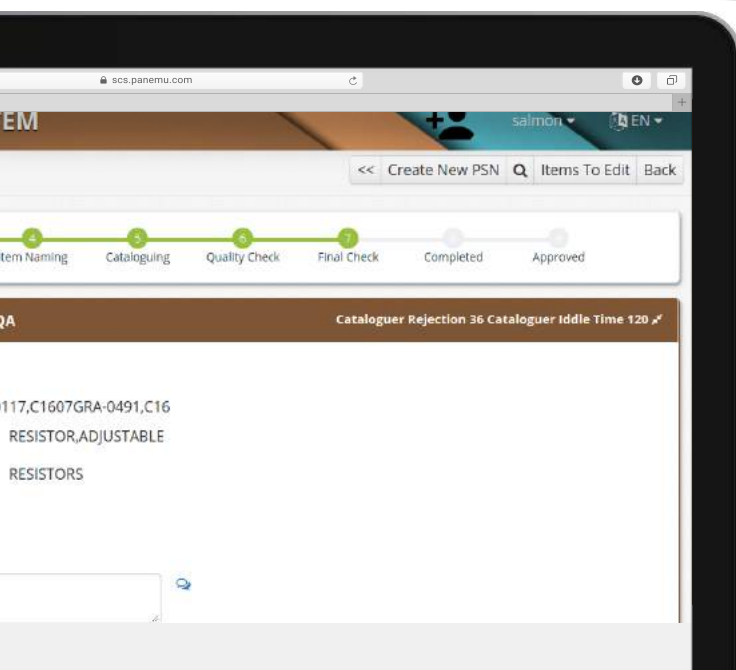 scs.panemu.com
TEM
salmon EN
<< Create New PSN Items To Edit Back
4 5 6 7
Item Naming Cataloguing Quality Check Final Check Completed Approved
QA Cataloguer Rejection 36 Cataloguer Iddle Time 120
0117,C1607GRA-0491,C16
RESISTOR,ADJUSTABLE
RESISTORS